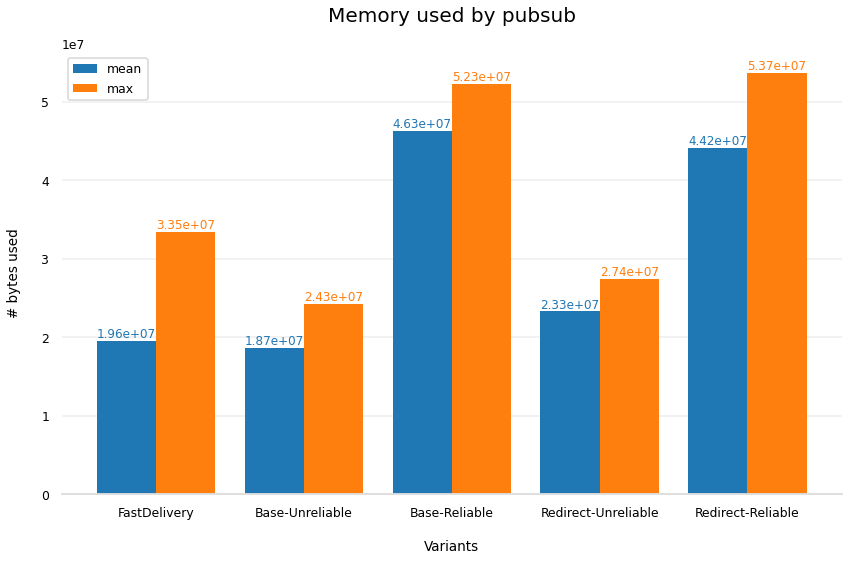 Memory used by pubsub
1e7
mean
max
# bytes used
5
4
3
2
1
0
1.96e+07
3.35e+07
1.87e+07
2.43e+07
4.63e+07
5.23e+07
2.33e+07
2.74e+07
4.42e+07
5.37e+07
FastDelivery
Base-Unreliable
Base-Reliable
Redirect-Unreliable
Redirect-Reliable
Variants